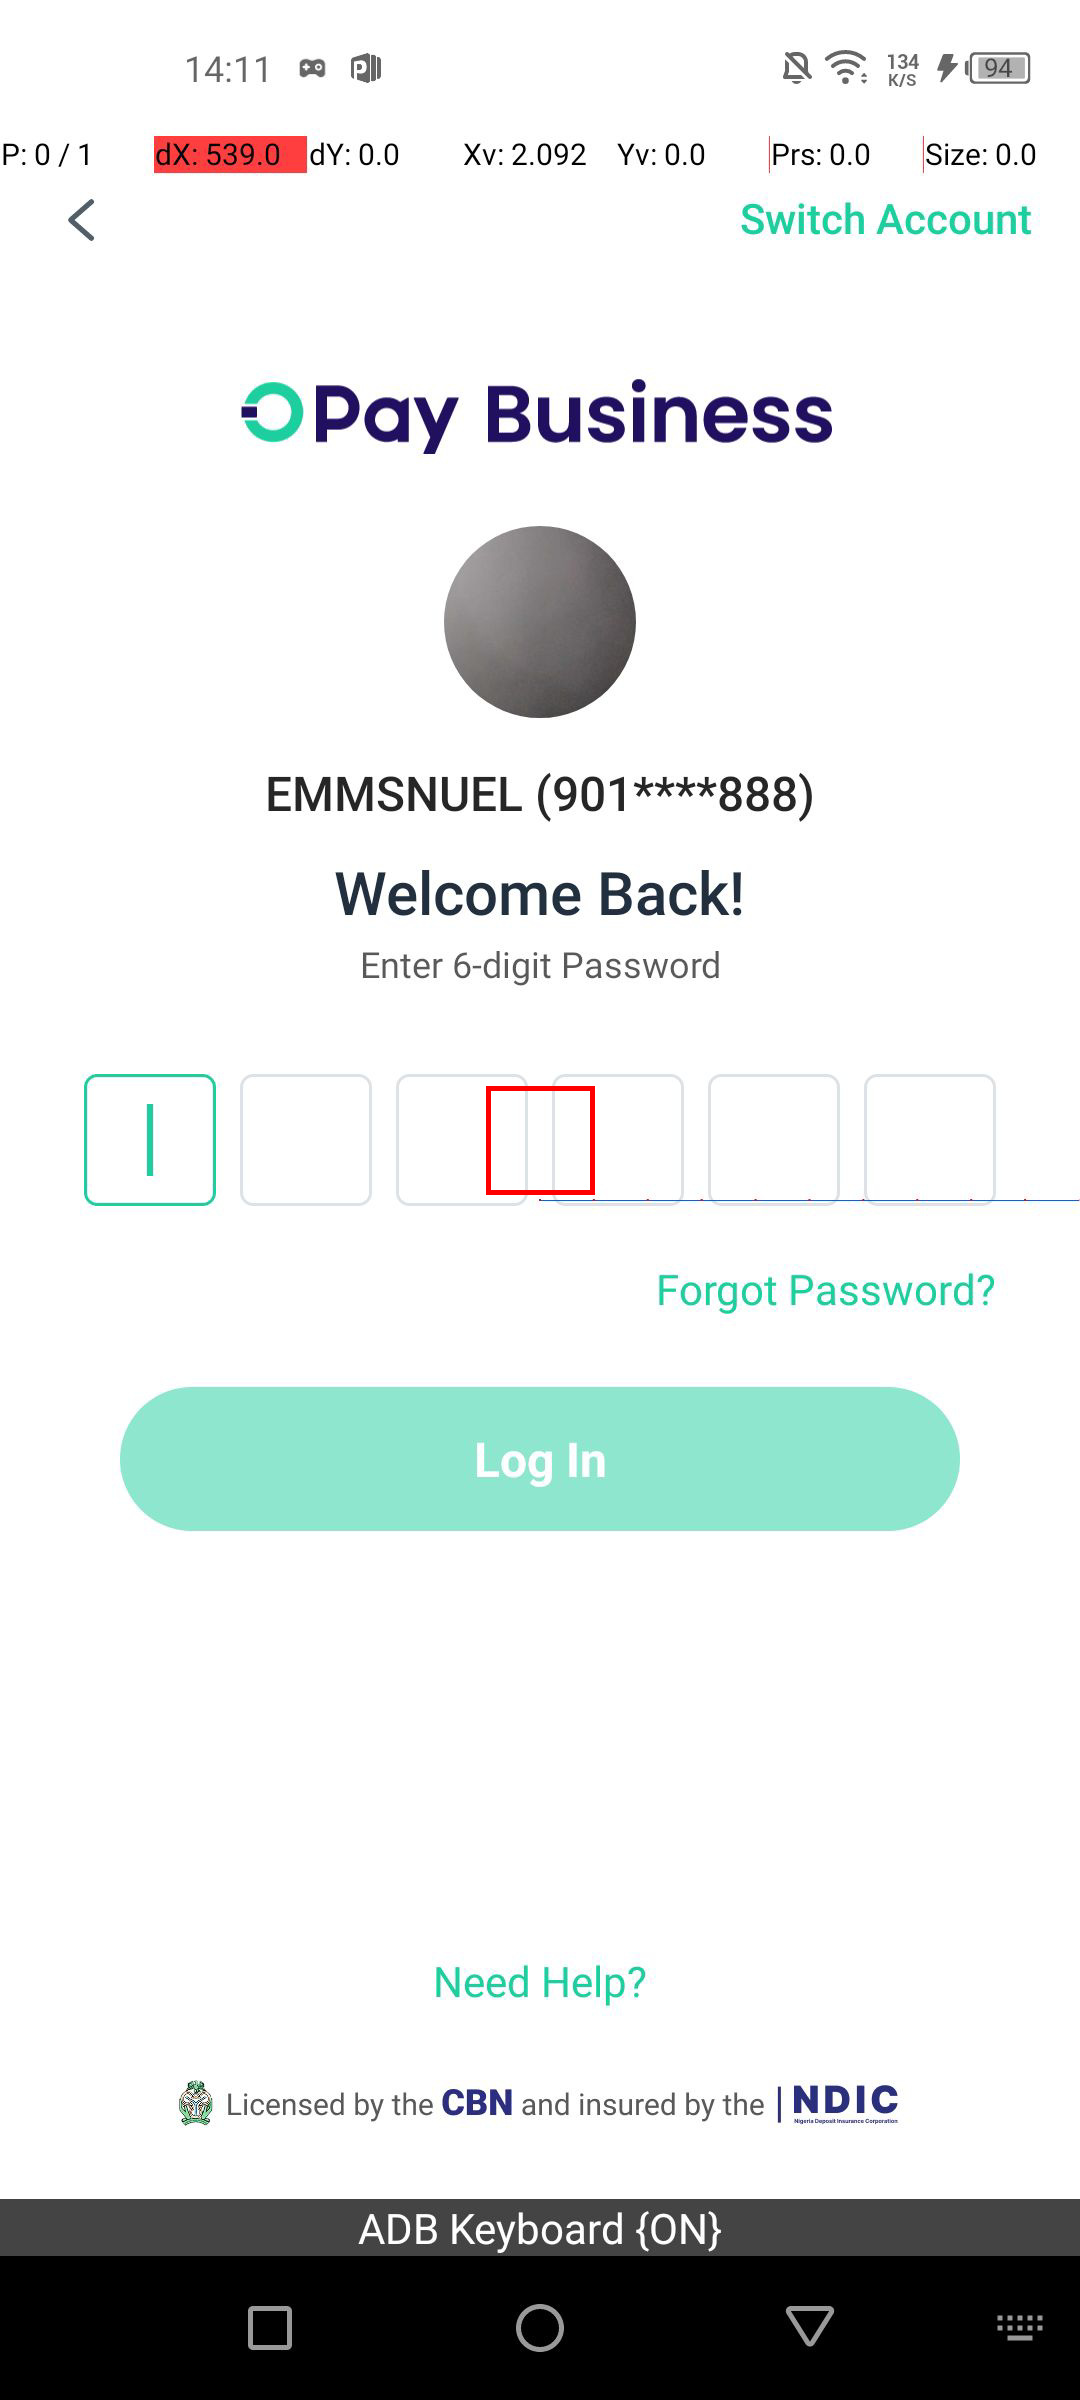 14:11
134
K/S
94
P: 0 / 1 dX: 539.0 dY: 0.0 Xv: 2.092 Yv: 0.0 Prs: 0.0 Size: 0.0
Switch Account
OPay Business
EMMSNUEL (901****888)
Welcome Back!
Enter 6-digit Password
Forgot Password?
Log In
Need Help?
Licensed by the CBN and insured by the | NDIC
Nigeria Deposit Insurance Corporation
ADB Keyboard {ON}